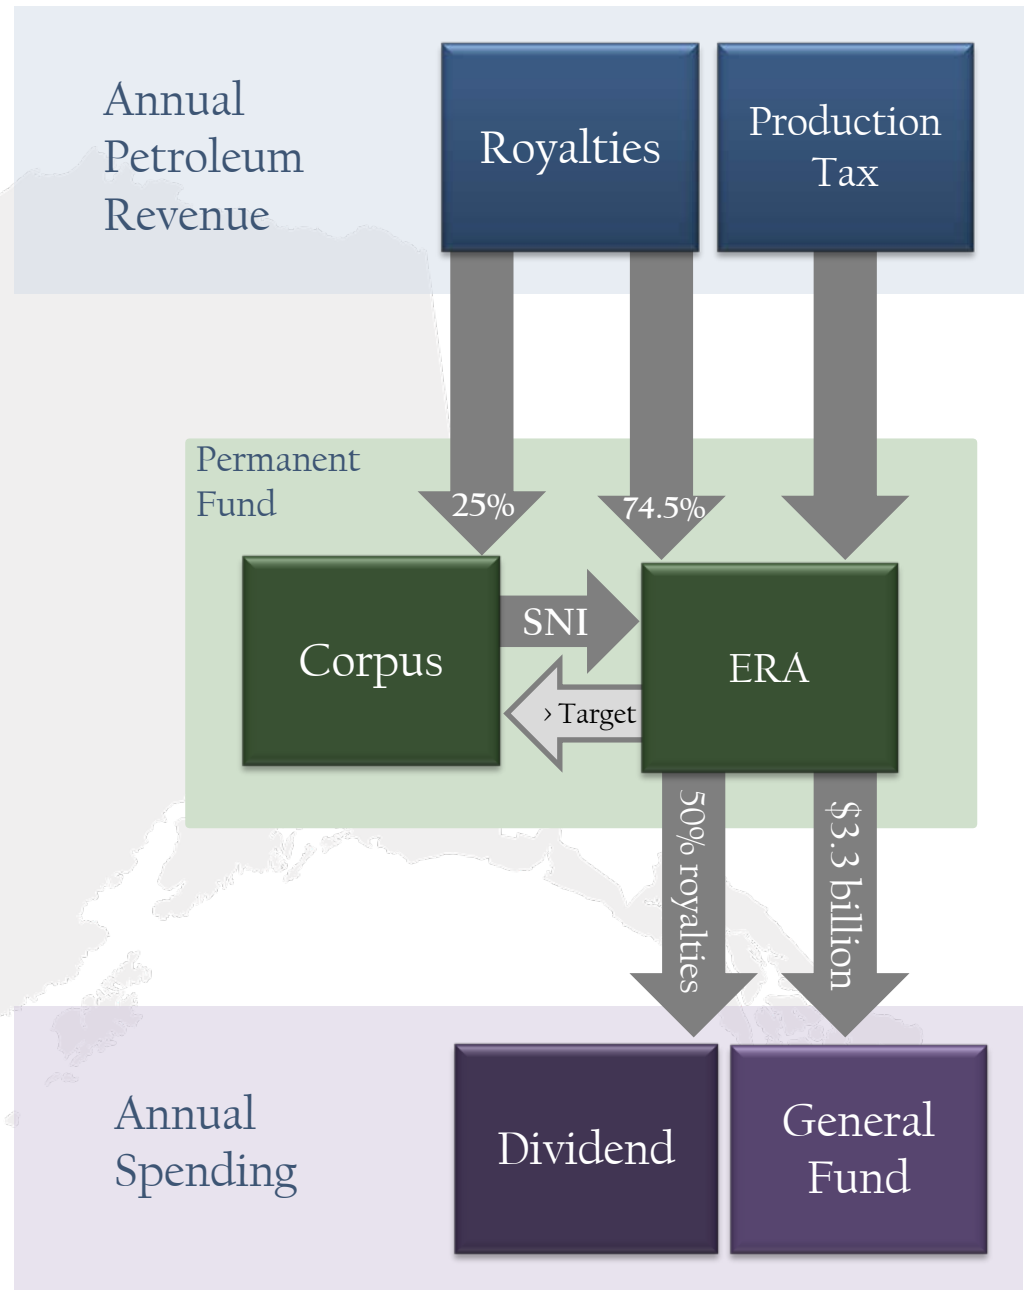 Annual
Petroleum
Revenue
Royalties
Production
Tax
Permanent
Fund
25%
74.5%
Corpus
SNI
› Target
ERA
50% royalties
$3.3 billion
Annual
Spending
Dividend
General
Fund